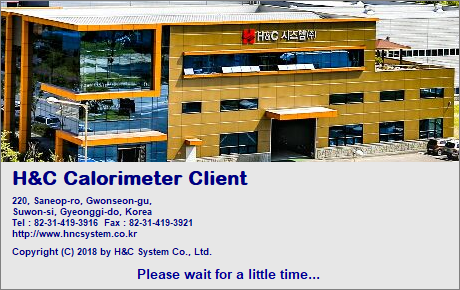 H&C 시스템(주)
H&C Calorimeter Client
220, Saneop-ro, Gwonseon-gu,
Suwon-si, Gyeonggi-do, Korea
Tel : 82-31-419-3916  Fax : 82-31-419-3921
http://www.hncsystem.co.kr
Copyright (C) 2018 by H&C System Co., Ltd.
Please wait for a little time...